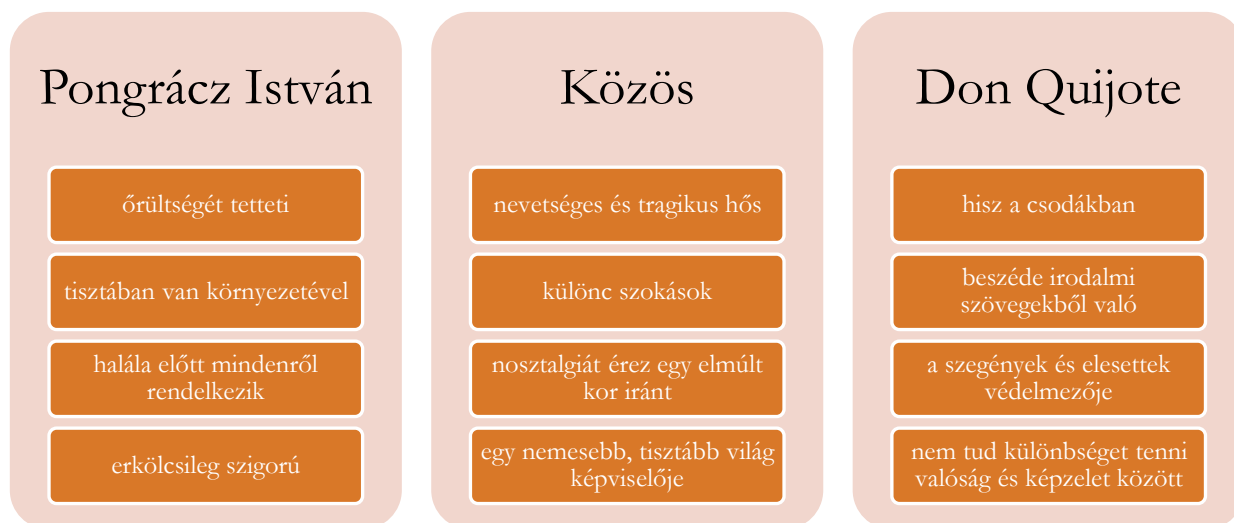 Pongrácz István
őrültségét tetteti
tisztában van környezetével
halála előtt mindenről
rendelkezik
erkölcsileg szigorú
Közös
nevetséges és tragikus hős
különc szokások
nosztalgiát érez egy elmúlt
kor iránt
egy nemesebb, tisztább világ
képviselője
Don Quijote
hisz a csodákban
beszéde irodalmi
szövegekből való
a szegények és elesettek
védelmezője
nem tud különbséget tenni
valóság és képzelet között